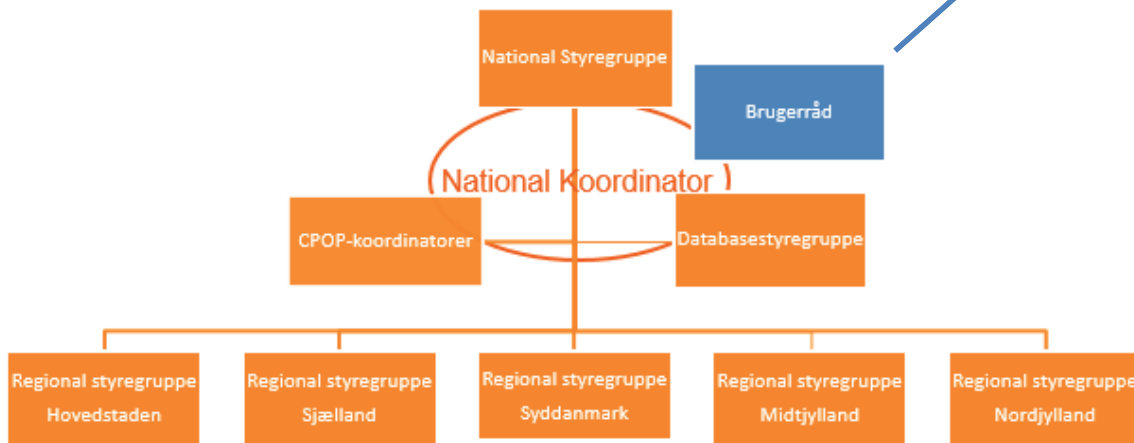 National Styregruppe
Brugerråd
National Koordinator
CPOP-koordinatorer
Databasestyregruppe
Regional styregruppe
Hovedstaden
Regional styregruppe
Sjælland
Regional styregruppe
Syddanmark
Regional styregruppe
Midtjylland
Regional styregruppe
Nordjylland